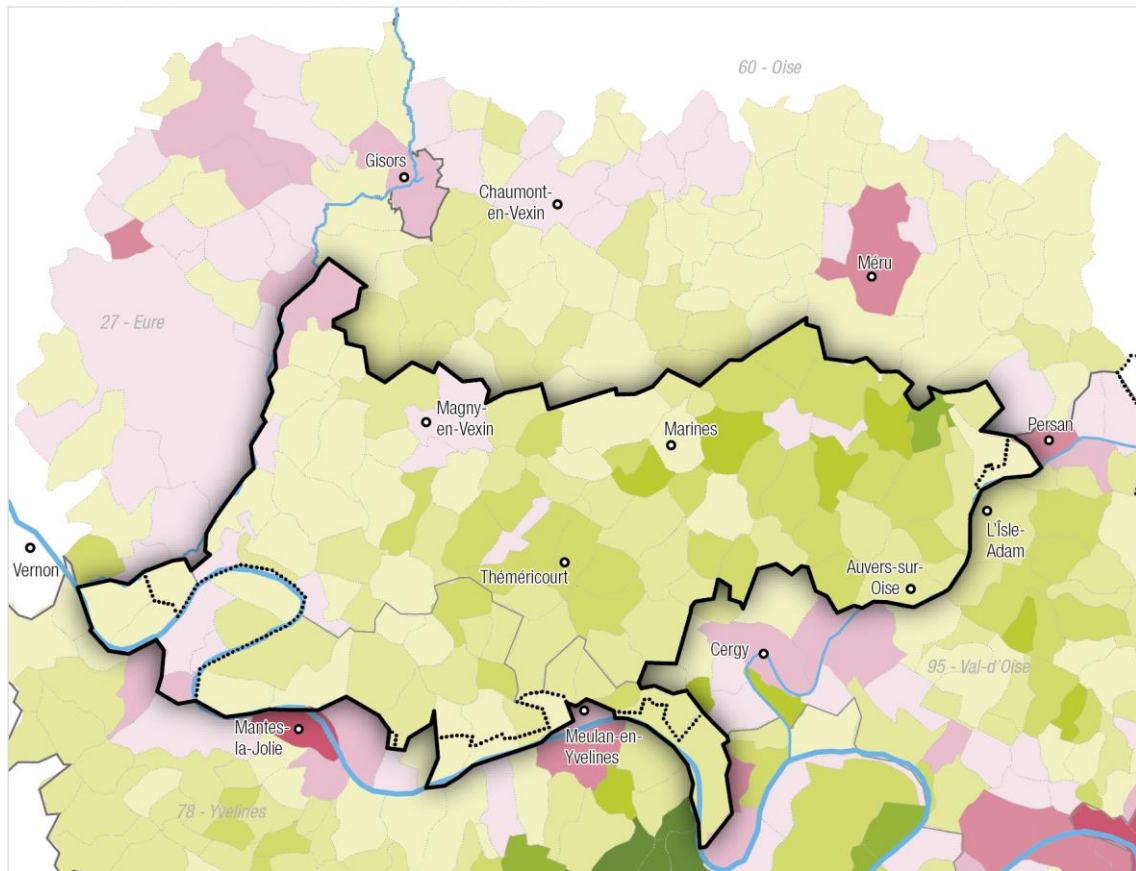 60 - Oise
Gisors
Chaumont-
en-Vexin
Méru
27 - Eure
Magny-
en-Vexin
Marines
Persan
L'Îsle-
Adam
Vernon
Théméricourt
Auvers-sur-
Oise
Cergy
95 - Val-d'Oise
Mantes-
la-Jolie
Meulan-en-
Yvelines
78 - Yvelines